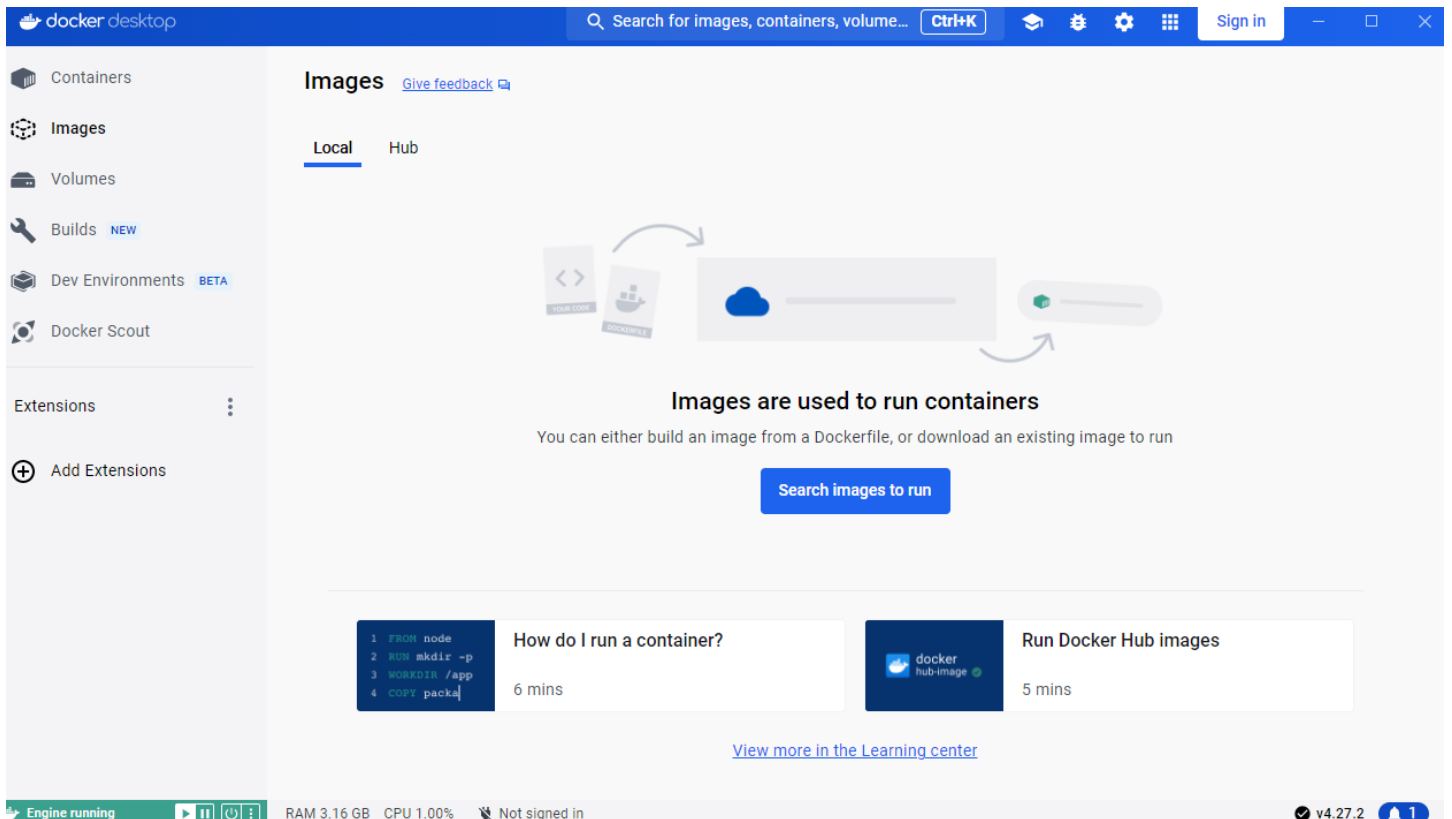 docker desktop
Search for images, containers, volume... Ctrl+K
Sign in
Containers
Images
Volumes
Builds NEW
Dev Environments BETA
Docker Scout
Extensions
Add Extensions
Images Give feedback
Local Hub
YOUR CODE
DOCKERFILE
Images are used to run containers
You can either build an image from a Dockerfile, or download an existing image to run
Search images to run
1 FROM node
2 RUN mkdir -p
3 WORKDIR /app
4 COPY packa
How do I run a container?
6 mins
docker
hub-image
Run Docker Hub images
5 mins
View more in the Learning center
Engine running
RAM 3.16 GB CPU 1.00% Not signed in
v4.27.2 1